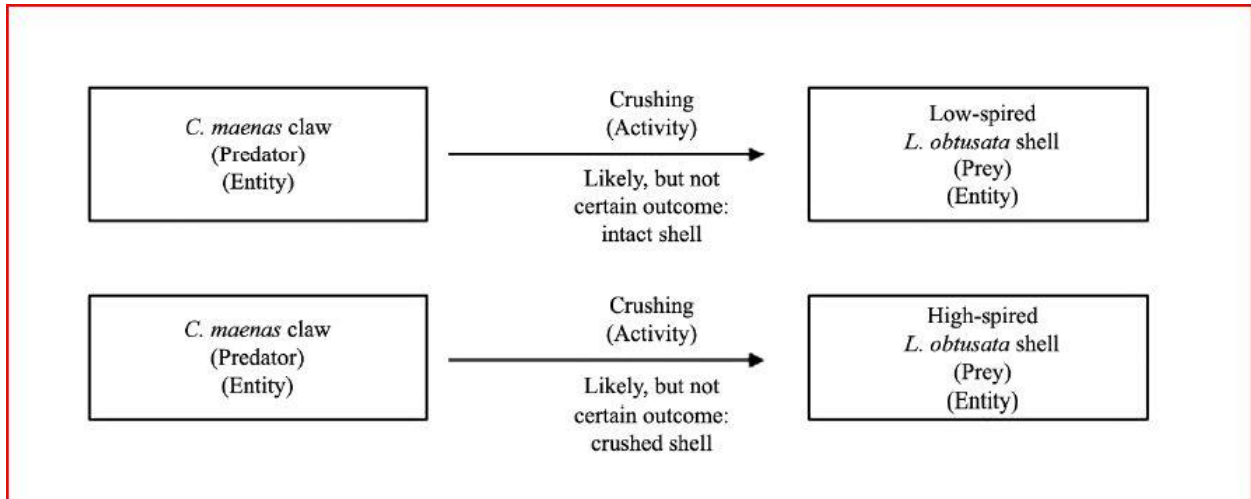 C. maenas claw
(Predator)
(Entity)
Crushing
(Activity)
Likely, but not
certain outcome:
intact shell
Low-spired
L. obtusata shell
(Prey)
(Entity)
C. maenas claw
(Predator)
(Entity)
Crushing
(Activity)
Likely, but not
certain outcome:
crushed shell
High-spired
L. obtusata shell
(Prey)
(Entity)